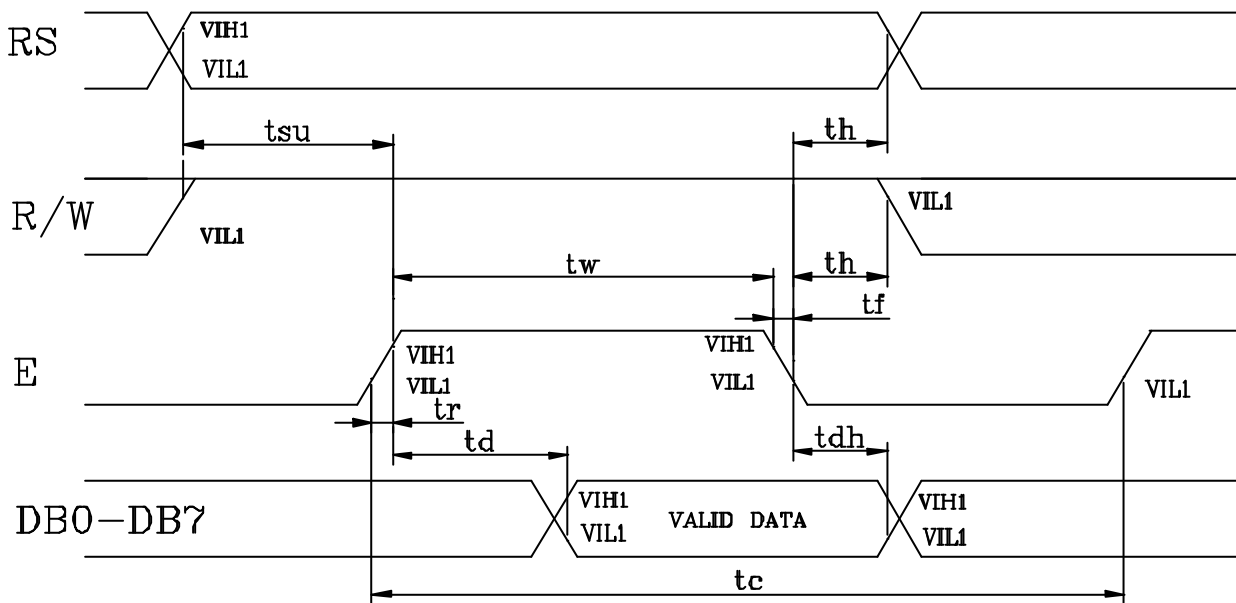 RS
VIH1
VIL1
tsu
th
R/W
VIL1
VIL1
tw
th
tf
E
VIH1
VIL1
VIH1
VIL1
VIL1
tr
td
tdh
DB0-DB7
VIH1
VIL1
VALID DATA
VIH1
VIL1
tc